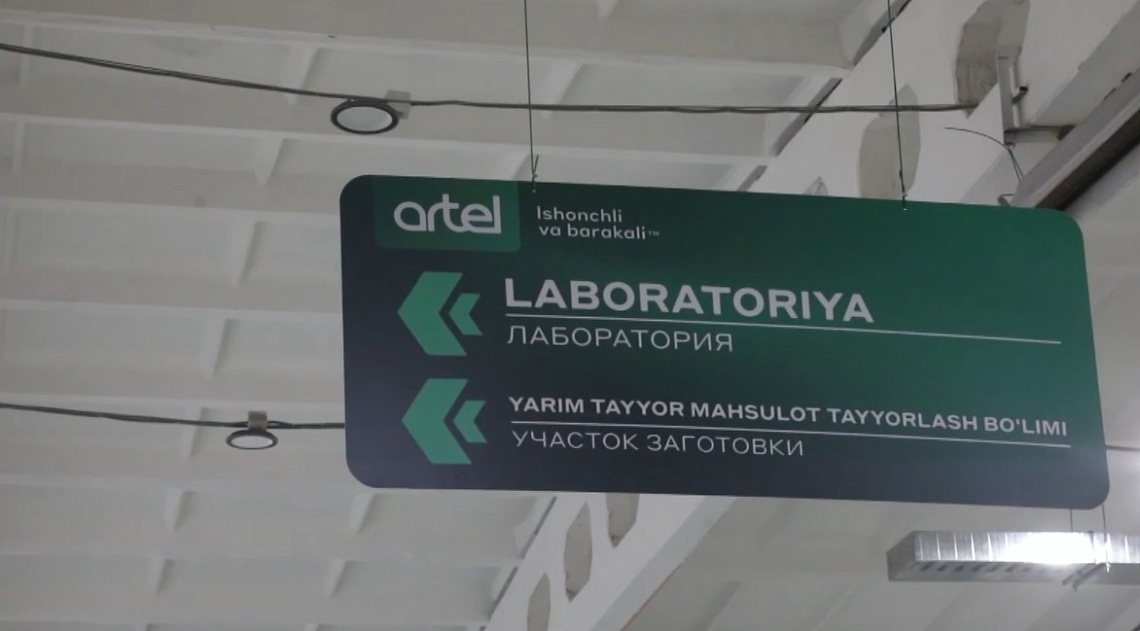 artel
Ishonchli
va barakali™
LABORATORIYA
ЛАБОРАТОРИЯ
YARIM TAYYOR MAHSULOT TAYYORLASH BO'LIMI
УЧАСТОК ЗАГОТОВКИ